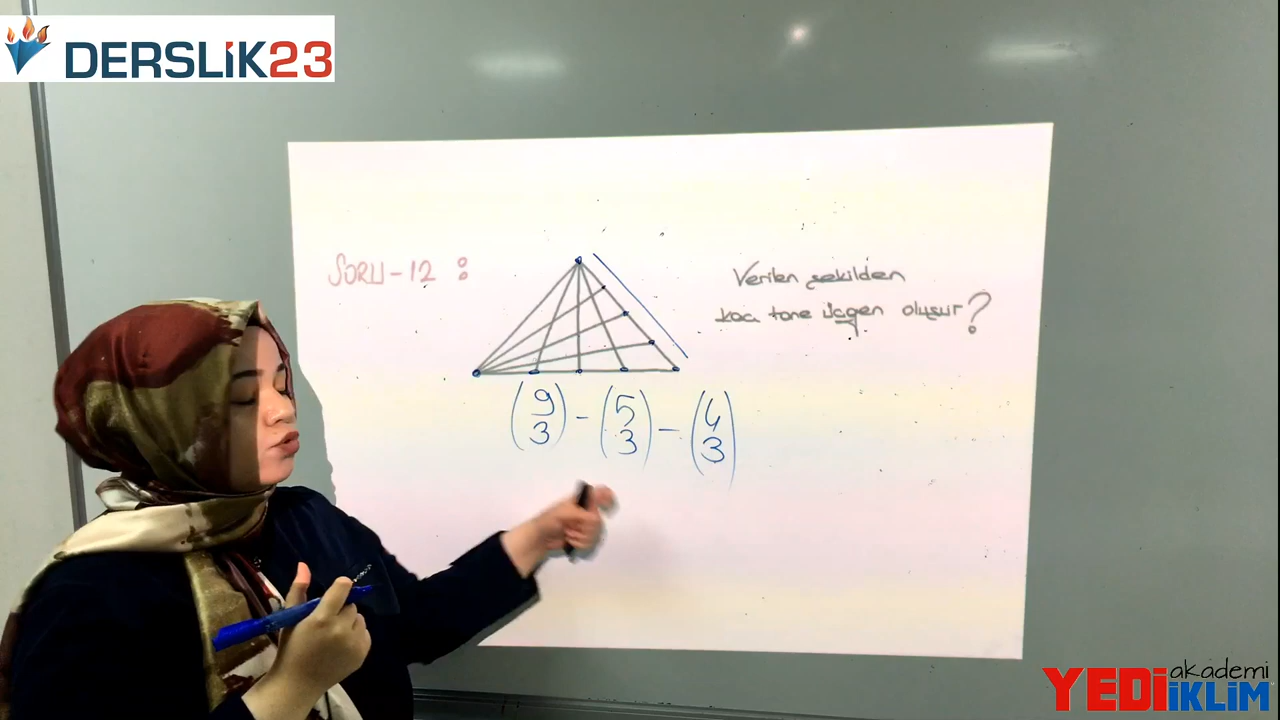 DERSLİK23
SORU-12 :
Verilen şekilden
kaç tane üçgen oluşur?
(9 3) - (5 3) - (4 3)
YEDİ İKLİM akademi